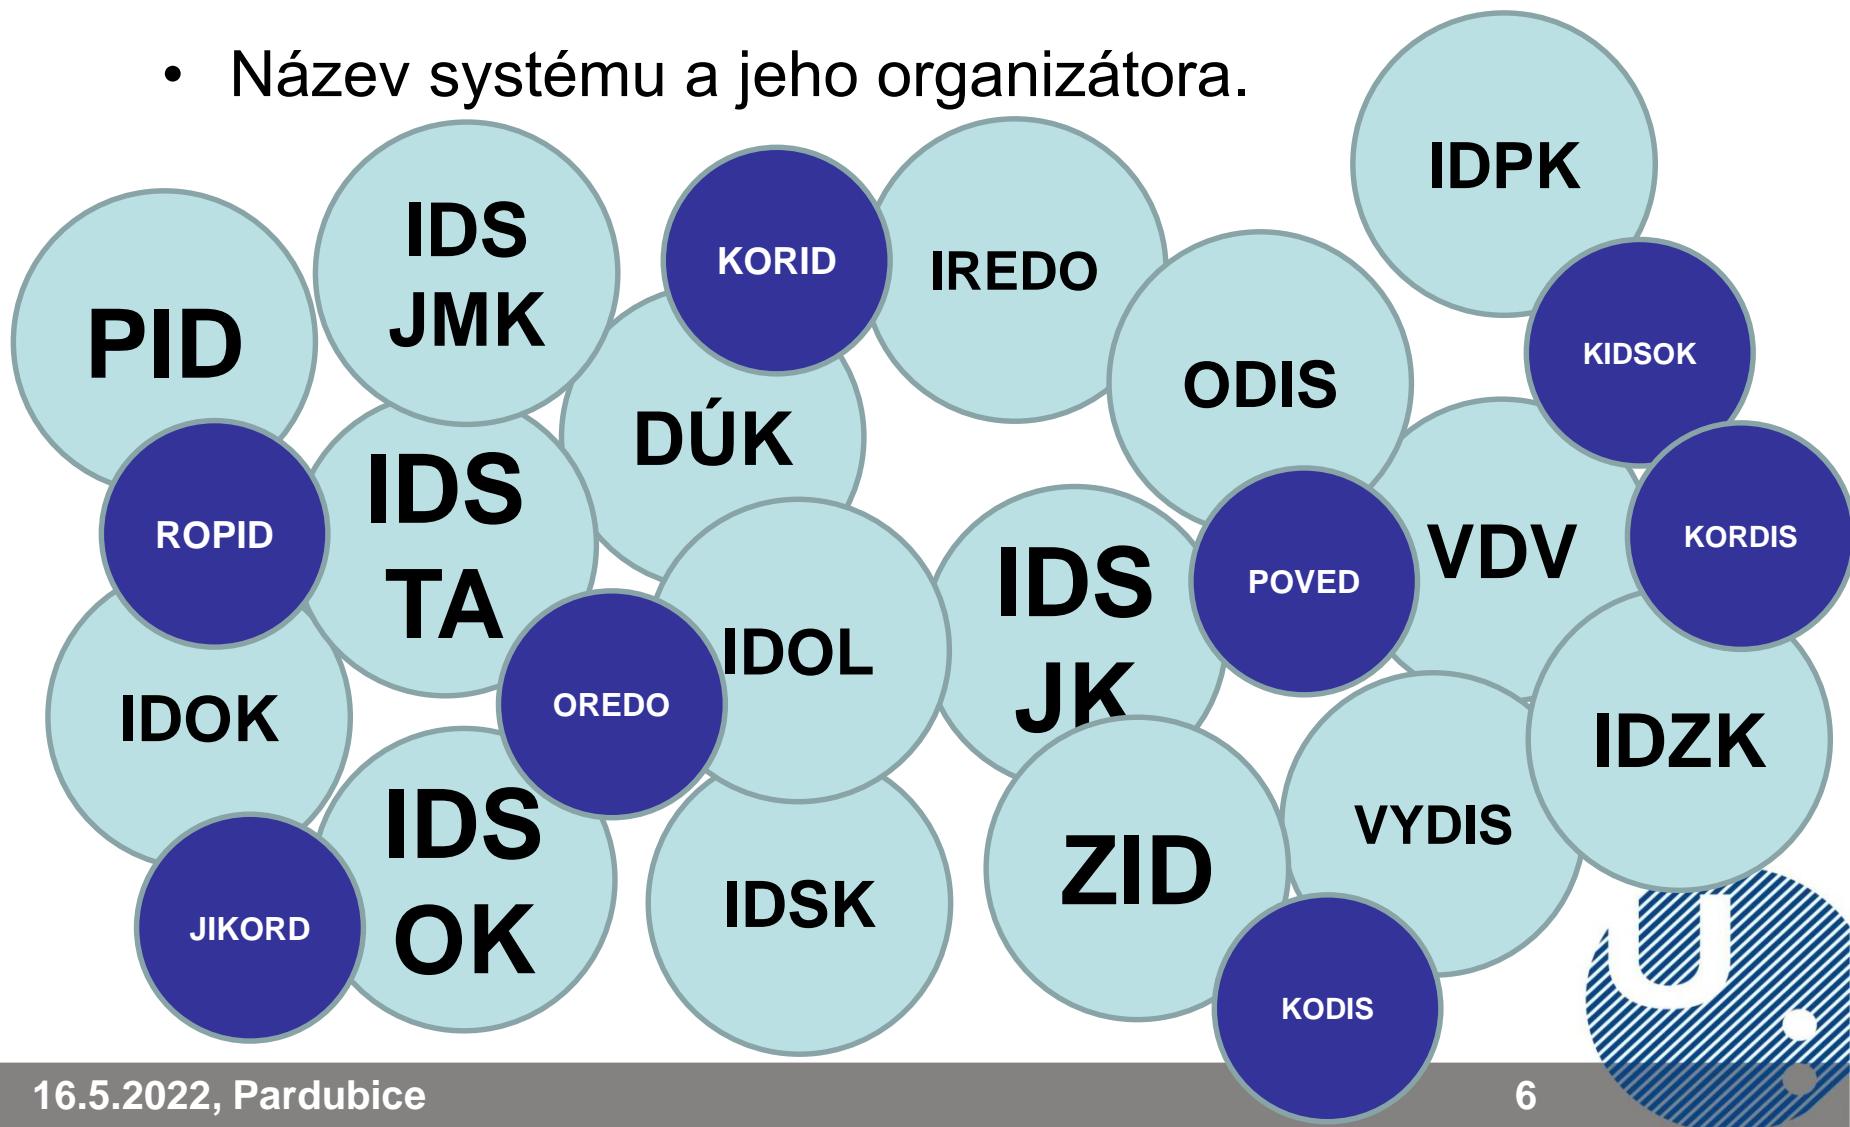 • Název systému a jeho organizátora.
IDPK
IDS
JMK
KORID
IREDO
PID
KIDSOK
ODIS
DÚK
IDS
TA
ROPID
VDV
KORDIS
IDS
JK
POVED
IDOL
OREDO
IDOK
IDZK
IDS
OK
VYDIS
ZID
IDSK
JIKORD
KODIS
U
16.5.2022, Pardubice
6